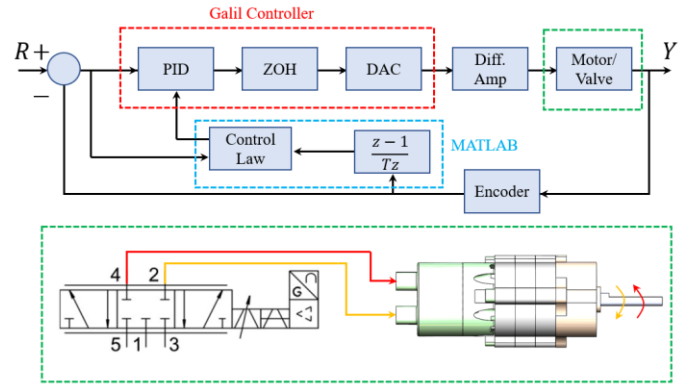 Galil Controller
R + Y
−
PID ZOH DAC Diff. Amp Motor/ Valve
Control Law
z − 1
Tz
MATLAB
Encoder
4 2
G
5 1 3